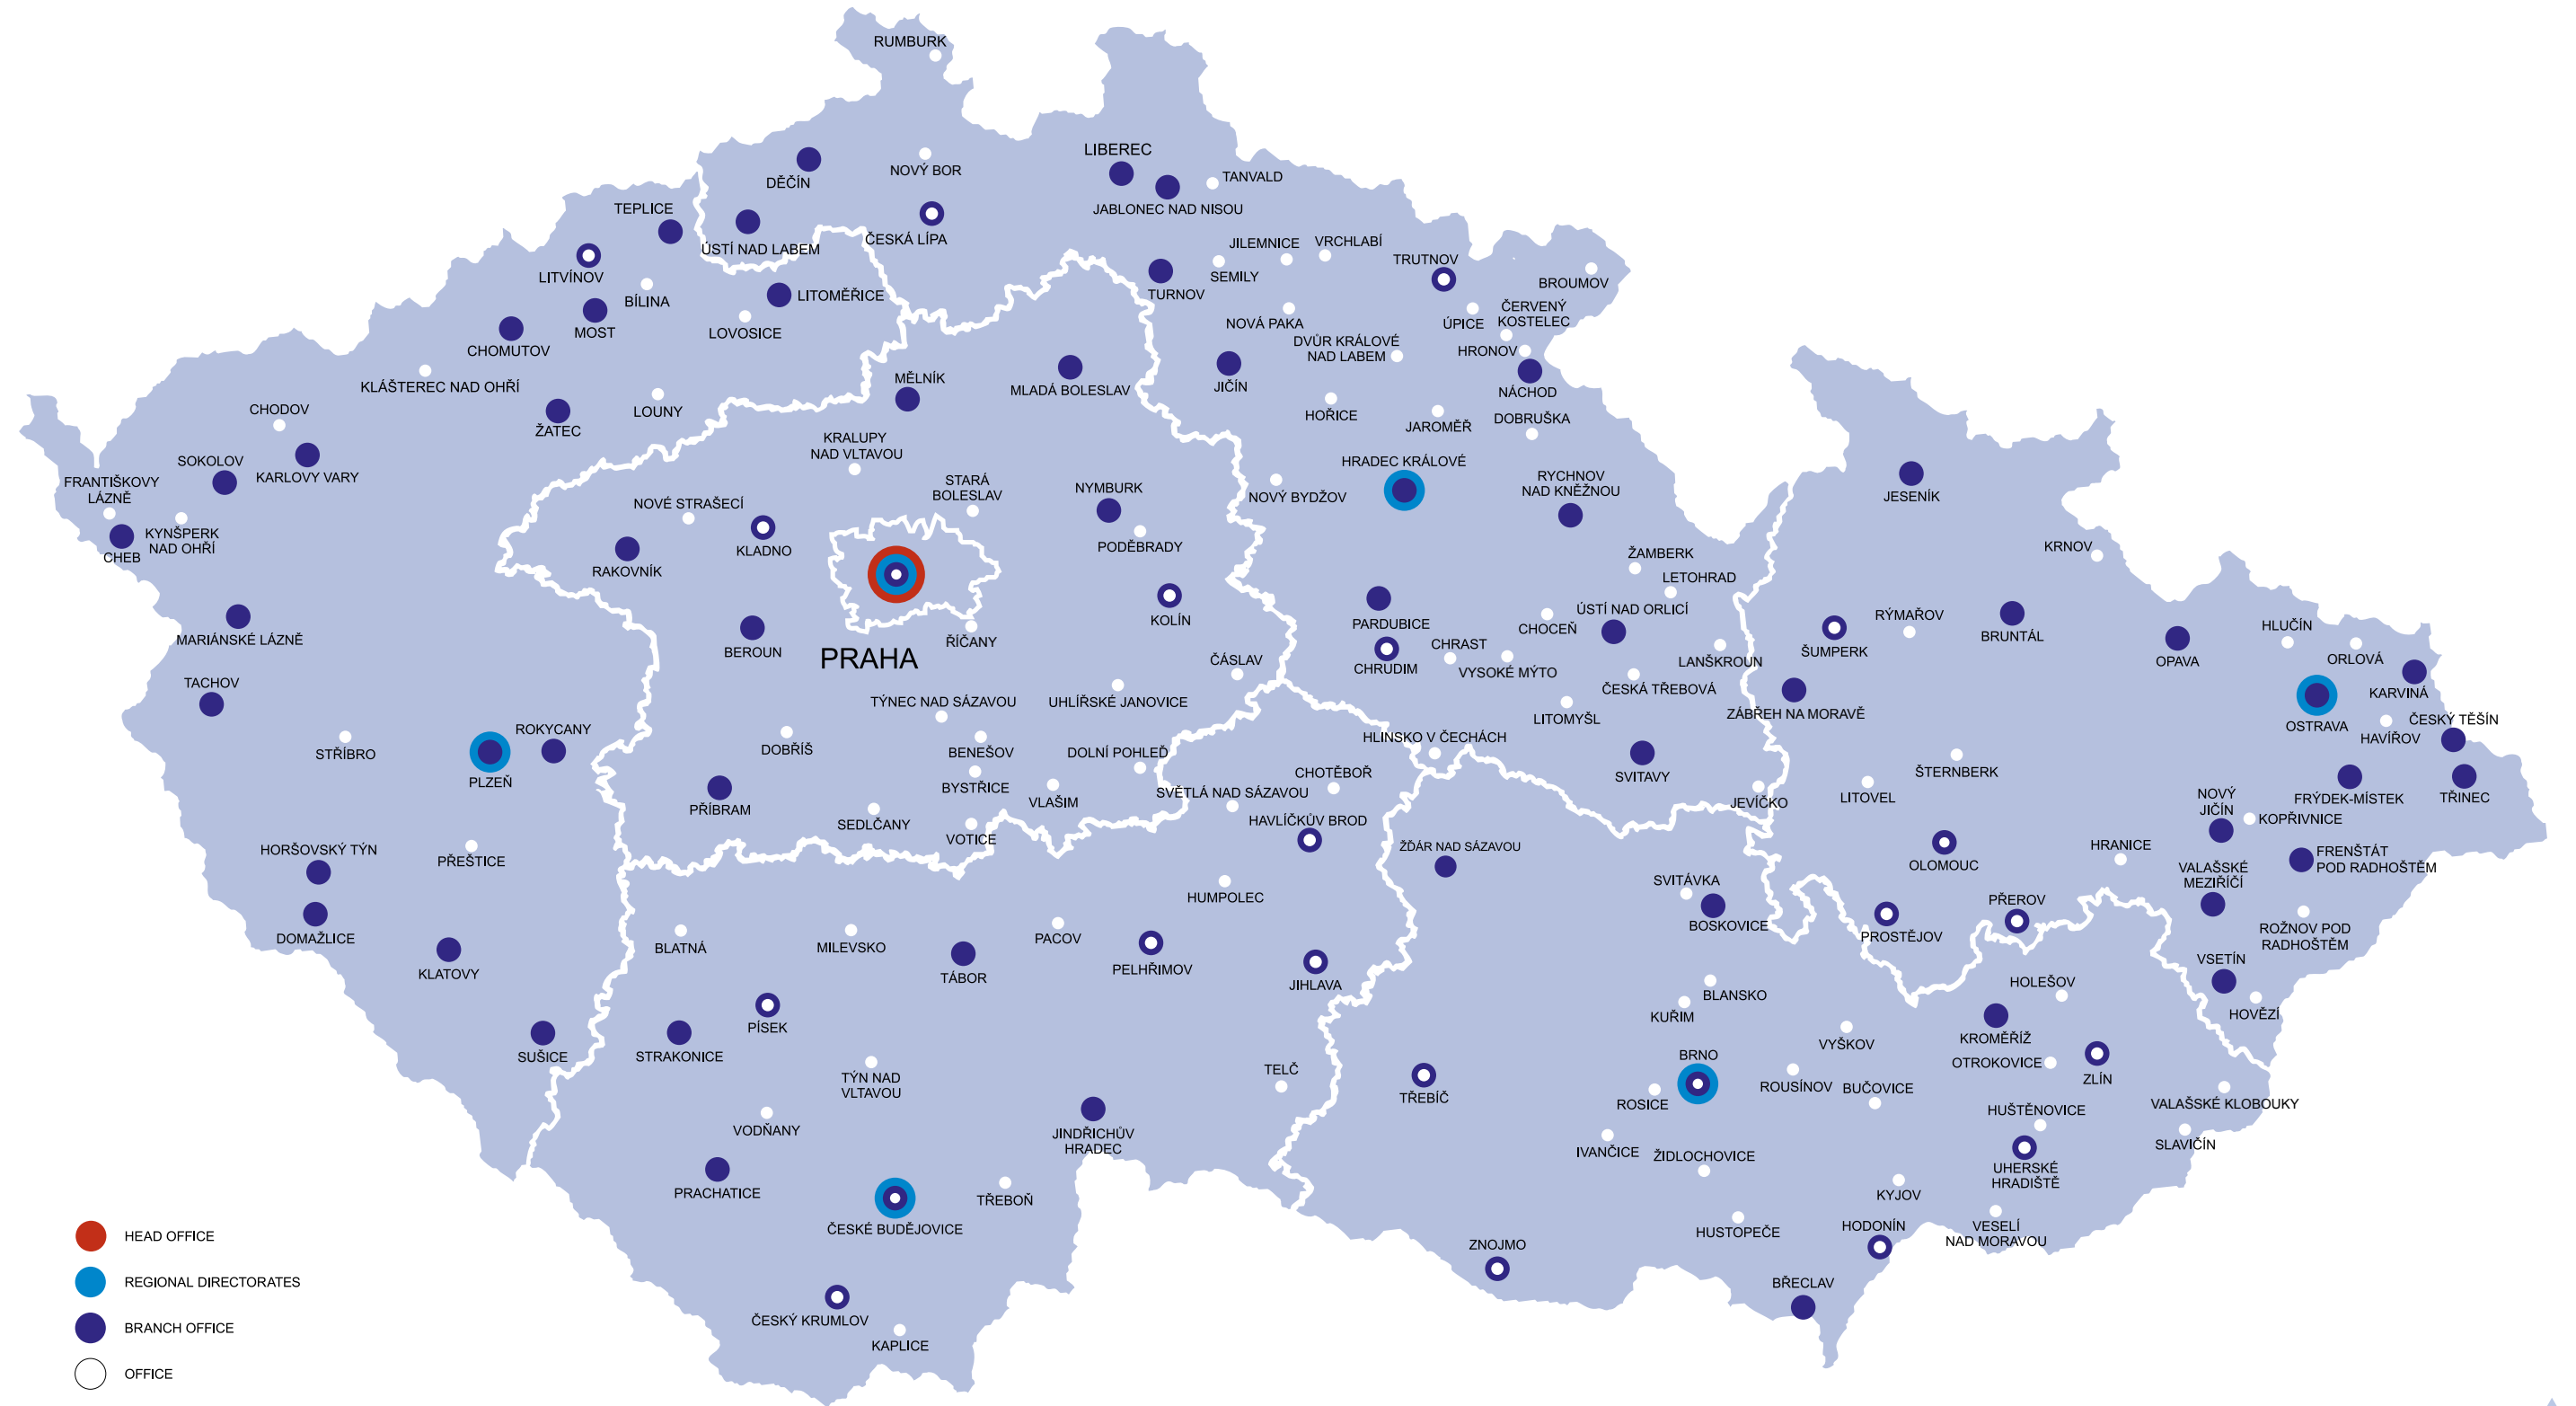 RUMBURK
LIBEREC
NOVÝ BOR
DĚČÍN
TANVALD
JABLONEC NAD NISOU
TEPLICE
ČESKÁ LÍPA
ÚSTÍ NAD LABEM
JILEMNICE
VRCHLABÍ
TRUTNOV
LITVÍNOV
SEMILY
BROUMOV
BÍLINA
LITOMĚŘICE
TURNOV
ČERVENÝ
KOSTELEC
NOVÁ PAKA
ÚPICE
MOST
LOVOSICE
DVŮR KRÁLOVÉ
NAD LABEM
CHOMUTOV
HRONOV
MĚLNÍK
KLÁŠTEREC NAD OHŘÍ
MLADÁ BOLESLAV
JIČÍN
NÁCHOD
CHODOV
LOUNY
HOŘICE
JAROMĚŘ
DOBRUŠKA
ŽATEC
KRALUPY
NAD VLTAVOU
SOKOLOV
KARLOVY VARY
HRADEC KRÁLOVÉ
FRANTIŠKOVY
LÁZNĚ
STARÁ
BOLESLAV
NYMBURK
RYCHNOV
NAD KNĚŽNOU
NOVÝ BYDŽOV
JESENÍK
NOVÉ STRAŠECÍ
KYNŠPERK
NAD OHŘÍ
CHEB
KLADNO
PODĚBRADY
KRNOV
ŽAMBERK
RAKOVNÍK
LETOHRAD
ÚSTÍ NAD ORLICÍ
RÝMAŘOV
MARIÁNSKÉ LÁZNĚ
BEROUN
PRAHA
ŘÍČANY
KOLÍN
PARDUBICE
CHOCEŇ
BRUNTÁL
HLUČÍN
CHRAST
ŠUMPERK
OPAVA
ORLOVÁ
ČÁSLAV
CHRUDIM
VYSOKÉ MÝTO
LANŠKROUN
TACHOV
ČESKÁ TŘEBOVÁ
KARVINÁ
TÝNEC NAD SÁZAVOU
UHLÍŘSKÉ JANOVICE
LITOMYŠL
ZÁBŘEH NA MORAVĚ
ČESKÝ TĚŠÍN
OSTRAVA
HAVÍŘOV
ROKYCANY
STŘÍBRO
PLZEŇ
DOBŘÍŠ
BENEŠOV
DOLNÍ POHLEĎ
HLINSKO V ČECHÁCH
CHOTĚBOŘ
SVITAVY
ŠTERNBERK
BYSTŘICE
SVĚTLÁ NAD SÁZAVOU
VLAŠIM
JEVÍČKO
LITOVEL
NOVÝ
JIČÍN
FRÝDEK-MÍSTEK
TŘINEC
PŘÍBRAM
SEDLČANY
VOTICE
HAVLÍČKŮV BROD
KOPŘIVNICE
HORŠOVSKÝ TÝN
PŘEŠTICE
ŽĎÁR NAD SÁZAVOU
OLOMOUC
HRANICE
FRENŠTÁT
POD RADHOŠTĚM
VALAŠSKÉ
MEZIŘÍČÍ
HUMPOLEC
SVITÁVKA
PŘEROV
BOSKOVICE
DOMAŽLICE
BLATNÁ
MILEVSKO
PACOV
PROSTĚJOV
ROŽNOV POD
RADHOŠTĚM
KLATOVY
TÁBOR
PELHŘIMOV
JIHLAVA
VSETÍN
HOLEŠOV
BLANSKO
KUŘIM
HOVĚZÍ
PÍSEK
KROMĚŘÍŽ
SUŠICE
STRAKONICE
VYŠKOV
BRNO
OTROKOVICE
TELČ
TÝN NAD
VLTAVOU
ZLÍN
TŘEBÍČ
ROSICE
ROUSÍNOV
BUČOVICE
VALAŠSKÉ KLOBOUKY
HUŠTĚNOVICE
VODŇANY
JINDŘICHŮV
HRADEC
IVANČICE
ŽIDLOCHOVICE
SLAVIČÍN
UHERSKÉ
HRADIŠTĚ
PRACHATICE
TŘEBOŇ
KYJOV
ČESKÉ BUDĚJOVICE
HUSTOPEČE
HODONÍN
VESELÍ
NAD MORAVOU
ZNOJMO
BŘECLAV
ČESKÝ KRUMLOV
KAPLICE
HEAD OFFICE
REGIONAL DIRECTORATES
BRANCH OFFICE
OFFICE